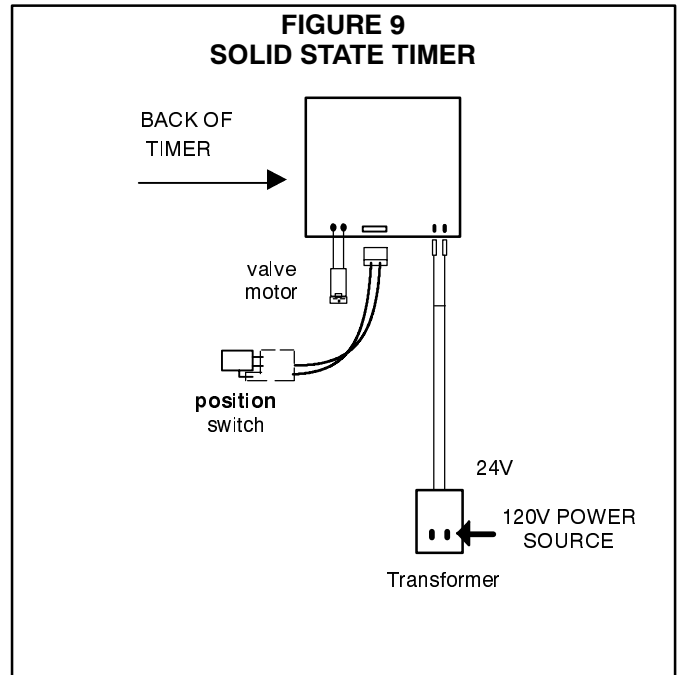 FIGURE 9
SOLID STATE TIMER
BACK OF
TIMER
valve
motor
position
switch
24V
120V POWER
SOURCE
Transformer